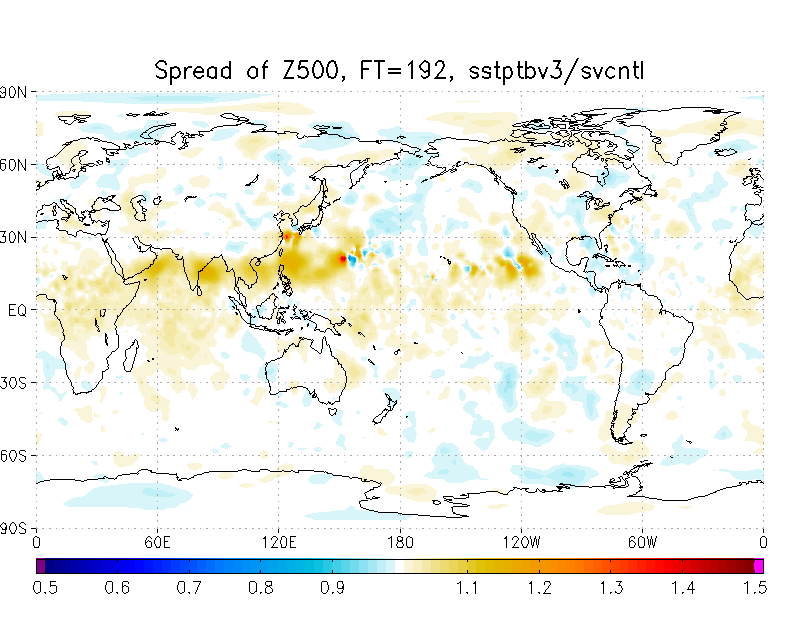 Spread of Z500, FT=192, sstptbv3/svcntl
90N
60N
30N
EQ
30S
60S
90S
0 60E 120E 180 120W 60W 0
0.5 0.6 0.7 0.8 0.9 1.1 1.2 1.3 1.4 1.5